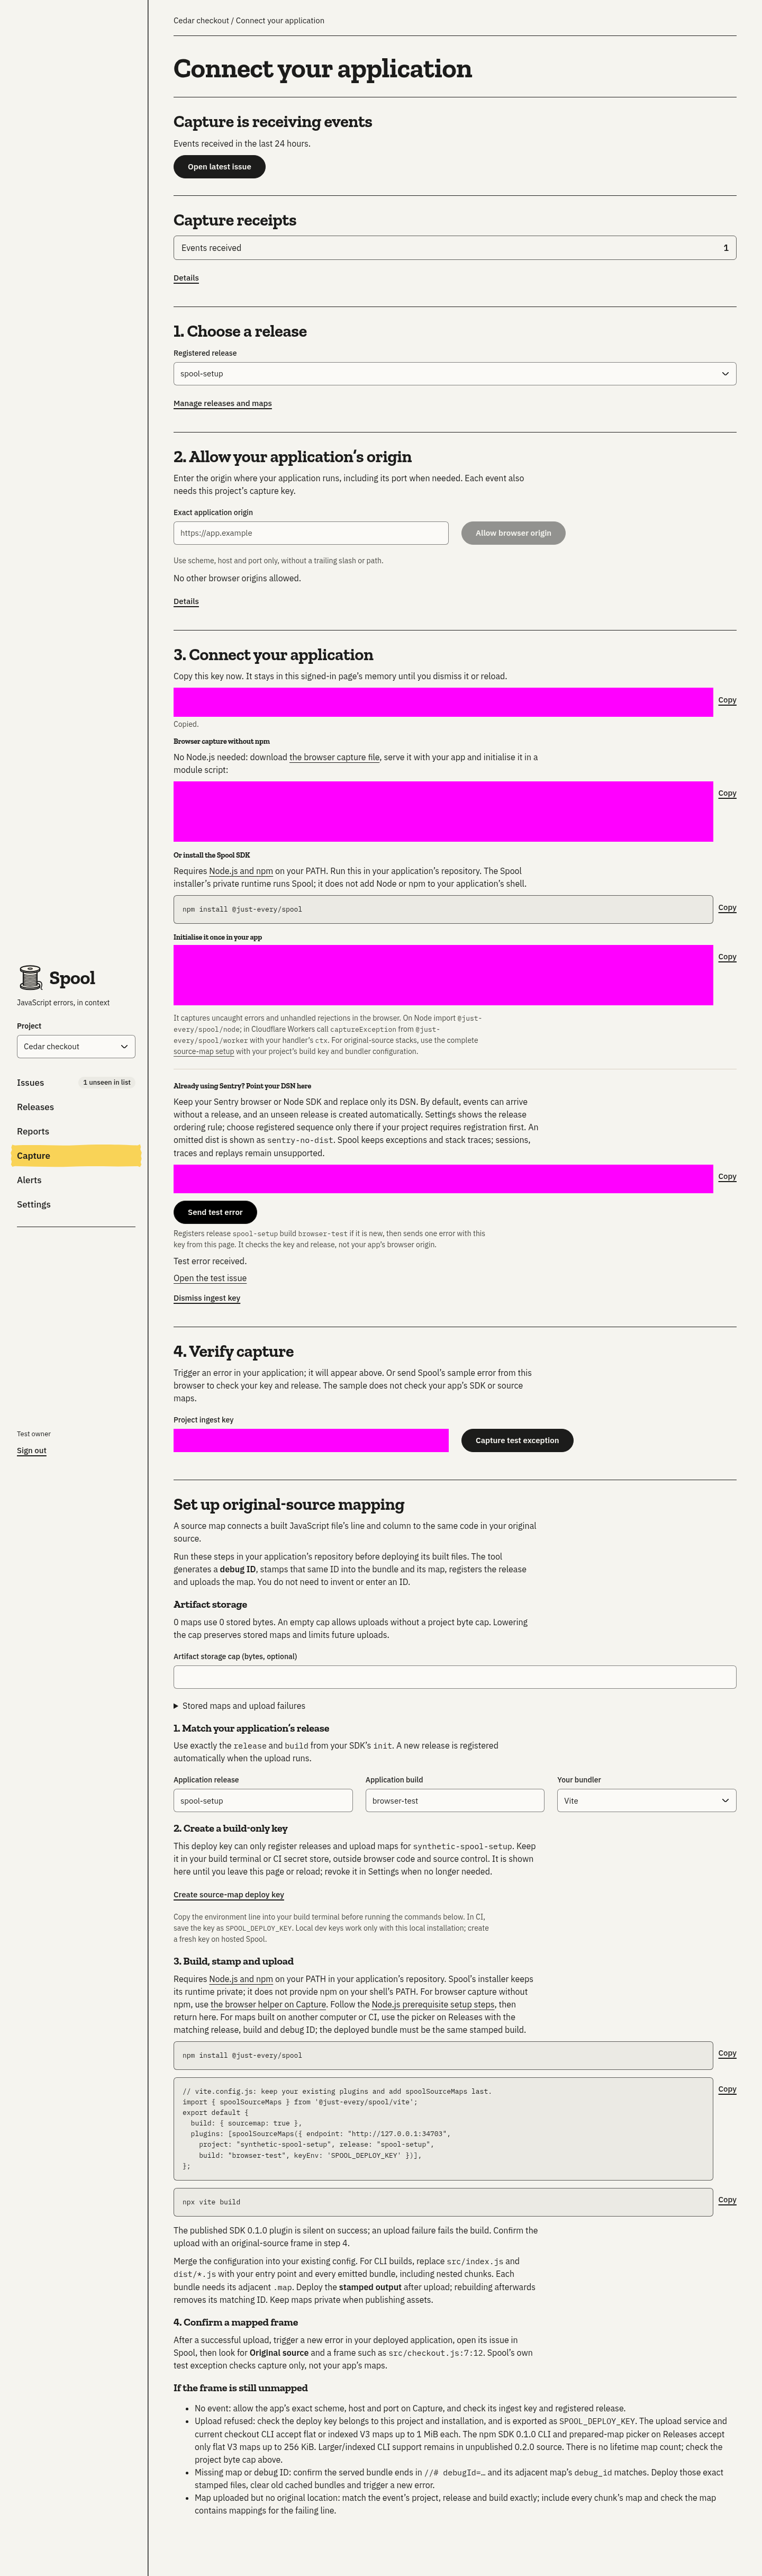 Cedar checkout / Connect your application
Connect your application
Capture is receiving events
Events received in the last 24 hours.
Open latest issue
Capture receipts
Events received 1
Details
1. Choose a release
Registered release
spool-setup
Manage releases and maps
2. Allow your application’s origin
Enter the origin where your application runs, including its port when needed. Each event also
needs this project’s capture key.
Exact application origin
https://app.example
Allow browser origin
Use scheme, host and port only, without a trailing slash or path.
No other browser origins allowed.
Details
3. Connect your application
Copy this key now. It stays in this signed-in page’s memory until you dismiss it or reload.
Copy
Copied.
Browser capture without npm
No Node.js needed: download the browser capture file, serve it with your app and initialise it in a
module script:
Copy
Or install the Spool SDK
Requires Node.js and npm on your PATH. Run this in your application’s repository. The Spool
installer’s private runtime runs Spool; it does not add Node or npm to your application’s shell.
npm install @just-every/spool
Copy
Initialise it once in your app
Copy
It captures uncaught errors and unhandled rejections in the browser. On Node import @just-
every/spool/node; in Cloudflare Workers call captureException from @just-
every/spool/worker with your handler’s ctx. For original-source stacks, use the complete
source-map setup with your project’s build key and bundler configuration.
Already using Sentry? Point your DSN here
Keep your Sentry browser or Node SDK and replace only its DSN. By default, events can arrive
without a release, and an unseen release is created automatically. Settings shows the release
ordering rule; choose registered sequence only there if your project requires registration first. An
omitted dist is shown as sentry-no-dist. Spool keeps exceptions and stack traces; sessions,
traces and replays remain unsupported.
Copy
Send test error
Registers release spool-setup build browser-test if it is new, then sends one error with this
key from this page. It checks the key and release, not your app’s browser origin.
Test error received.
Open the test issue
Dismiss ingest key
4. Verify capture
Trigger an error in your application; it will appear above. Or send Spool’s sample error from this
browser to check your key and release. The sample does not check your app’s SDK or source
maps.
Project ingest key
Capture test exception
Set up original-source mapping
A source map connects a built JavaScript file’s line and column to the same code in your original
source.
Run these steps in your application’s repository before deploying its built files. The tool
generates a debug ID, stamps that same ID into the bundle and its map, registers the release
and uploads the map. You do not need to invent or enter an ID.
Artifact storage
0 maps use 0 stored bytes. An empty cap allows uploads without a project byte cap. Lowering
the cap preserves stored maps and limits future uploads.
Artifact storage cap (bytes, optional)
Stored maps and upload failures
1. Match your application’s release
Use exactly the release and build from your SDK’s init. A new release is registered
automatically when the upload runs.
Application release
Application build
Your bundler
spool-setup
browser-test
Vite
2. Create a build-only key
This deploy key can only register releases and upload maps for synthetic-spool-setup. Keep
it in your build terminal or CI secret store, outside browser code and source control. It is shown
here until you leave this page or reload; revoke it in Settings when no longer needed.
Create source-map deploy key
Copy the environment line into your build terminal before running the commands below. In CI,
save the key as SPOOL_DEPLOY_KEY. Local dev keys work only with this local installation; create
a fresh key on hosted Spool.
3. Build, stamp and upload
Requires Node.js and npm on your PATH in your application’s repository. Spool’s installer keeps
its runtime private; it does not provide npm on your shell’s PATH. For browser capture without
npm, use the browser helper on Capture. Follow the Node.js prerequisite setup steps, then
return here. For maps built on another computer or CI, use the picker on Releases with the
matching release, build and debug ID; the deployed bundle must be the same stamped build.
npm install @just-every/spool
Copy
// vite.config.js: keep your existing plugins and add spoolSourceMaps last.
import { spoolSourceMaps } from '@just-every/spool/vite';
export default {
build: { sourcemap: true },
plugins: [spoolSourceMaps({ endpoint: "http://127.0.0.1:34703",
project: "synthetic-spool-setup", release: "spool-setup",
build: "browser-test", keyEnv: 'SPOOL_DEPLOY_KEY' })],
};
Copy
npx vite build
Copy
The published SDK 0.1.0 plugin is silent on success; an upload failure fails the build. Confirm the
upload with an original-source frame in step 4.
Merge the configuration into your existing config. For CLI builds, replace src/index.js and
dist/*.js with your entry point and every emitted bundle, including nested chunks. Each
bundle needs its adjacent .map. Deploy the stamped output after upload; rebuilding afterwards
removes its matching ID. Keep maps private when publishing assets.
4. Confirm a mapped frame
After a successful upload, trigger a new error in your deployed application, open its issue in
Spool, then look for Original source and a frame such as src/checkout.js:7:12. Spool’s own
test exception checks capture only, not your app’s maps.
If the frame is still unmapped
• No event: allow the app’s exact scheme, host and port on Capture, and check its ingest key and registered release.
• Upload refused: check the deploy key belongs to this project and installation, and is exported as SPOOL_DEPLOY_KEY. The upload service and
current checkout CLI accept flat or indexed V3 maps up to 1 MiB each. The npm SDK 0.1.0 CLI and prepared-map picker on Releases accept
only flat V3 maps up to 256 KiB. Larger/indexed CLI support remains in unpublished 0.2.0 source. There is no lifetime map count; check the
project byte cap above.
• Missing map or debug ID: confirm the served bundle ends in //# debugId=… and its adjacent map’s debug_id matches. Deploy those exact
stamped files, clear old cached bundles and trigger a new error.
• Map uploaded but no original location: match the event’s project, release and build exactly; include every chunk’s map and check the map
contains mappings for the failing line.
Spool
JavaScript errors, in context
Project
Cedar checkout
Issues
1 unseen in list
Releases
Reports
Capture
Alerts
Settings
Test owner
Sign out